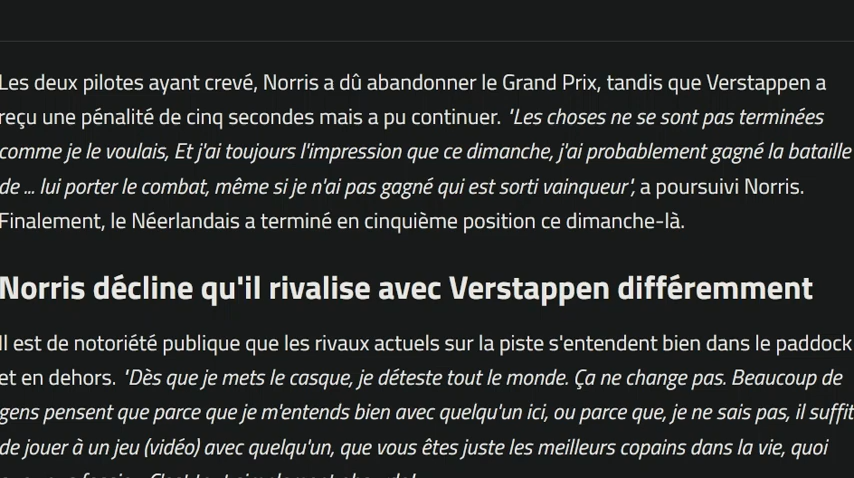 Les deux pilotes ayant crevé, Norris a dû abandonner le Grand Prix, tandis que Verstappen a
reçu une pénalité de cinq secondes mais a pu continuer. "Les choses ne se sont pas terminées
comme je le voulais, Et j'ai toujours l'impression que ce dimanche, j'ai probablement gagné la bataille
de ... lui porter le combat, même si je n'ai pas gagné qui est sorti vainqueur", a poursuivi Norris.
Finalement, le Néerlandais a terminé en cinquième position ce dimanche-là.
Norris décline qu'il rivalise avec Verstappen différemment
Il est de notoriété publique que les rivaux actuels sur la piste s'entendent bien dans le paddock
et en dehors. "Dès que je mets le casque, je déteste tout le monde. Ça ne change pas. Beaucoup de
gens pensent que parce que je m'entends bien avec quelqu'un ici, ou parce que, je ne sais pas, il suffit
de jouer à un jeu (vidéo) avec quelqu'un, que vous êtes juste les meilleurs copains dans la vie, quoi